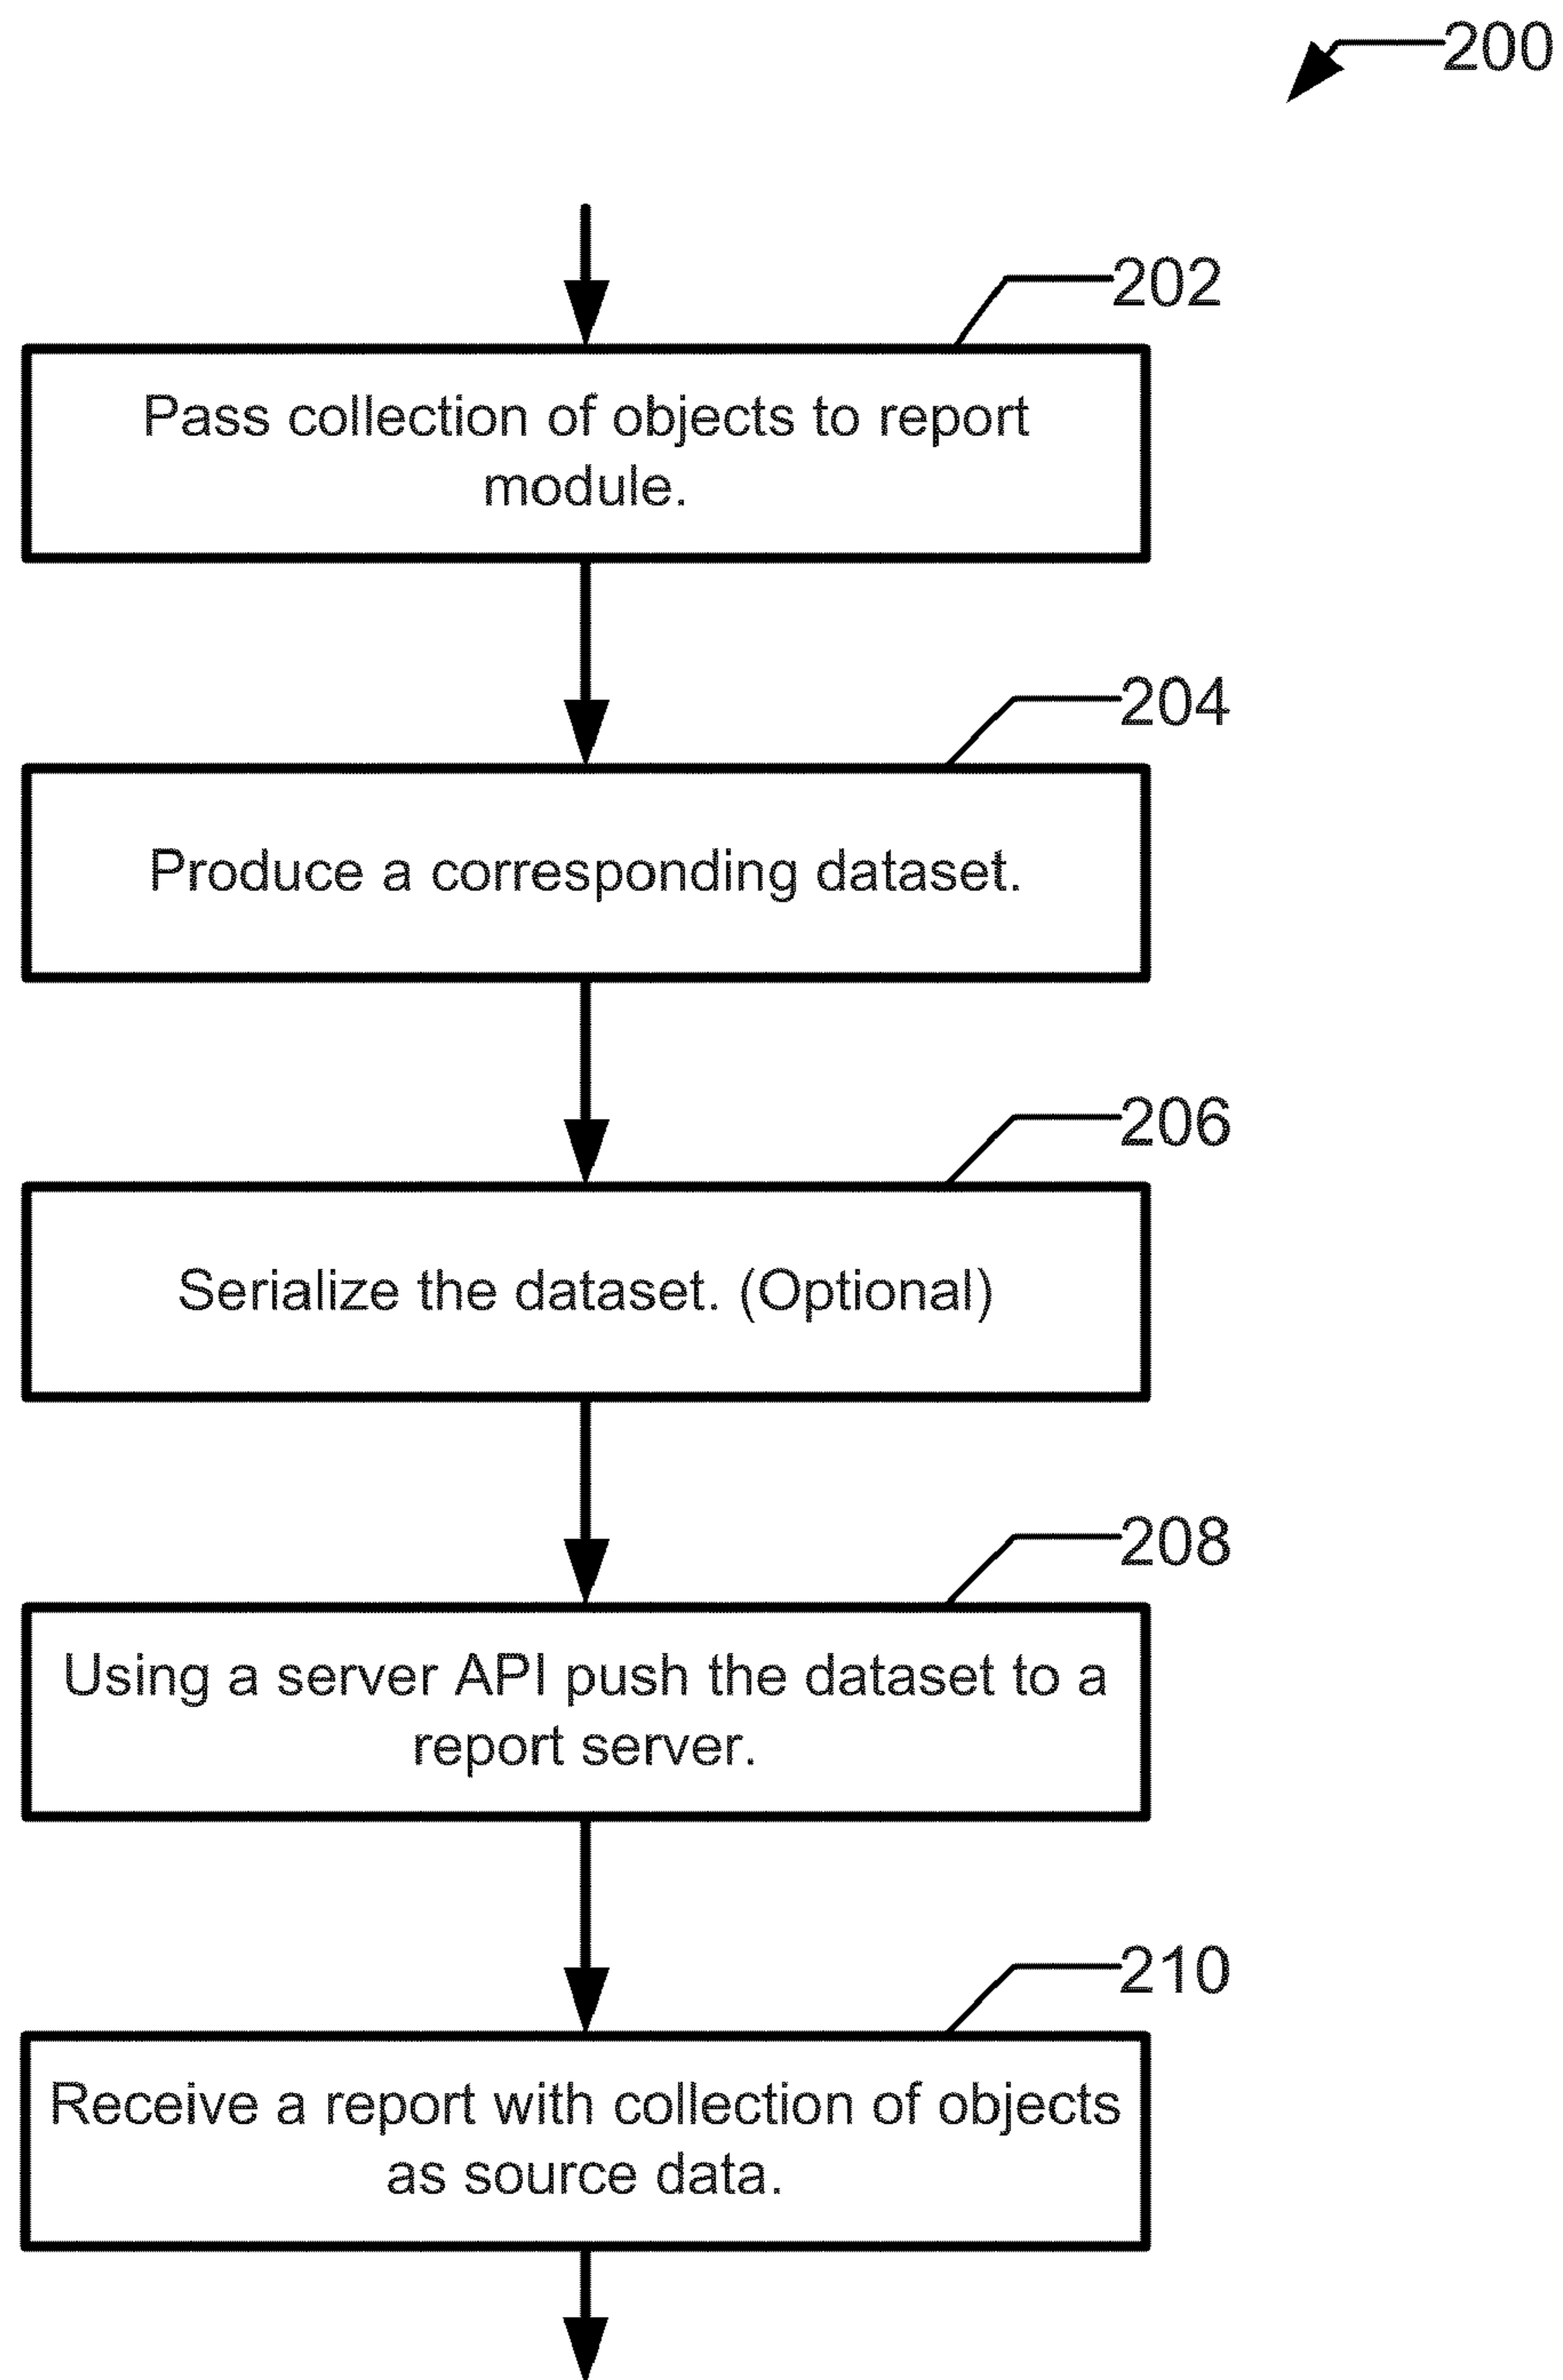 200
202
Pass collection of objects to report
module.
204
Produce a corresponding dataset.
206
Serialize the dataset. (Optional)
208
Using a server API push the dataset to a
report server.
210
Receive a report with collection of objects
as source data.